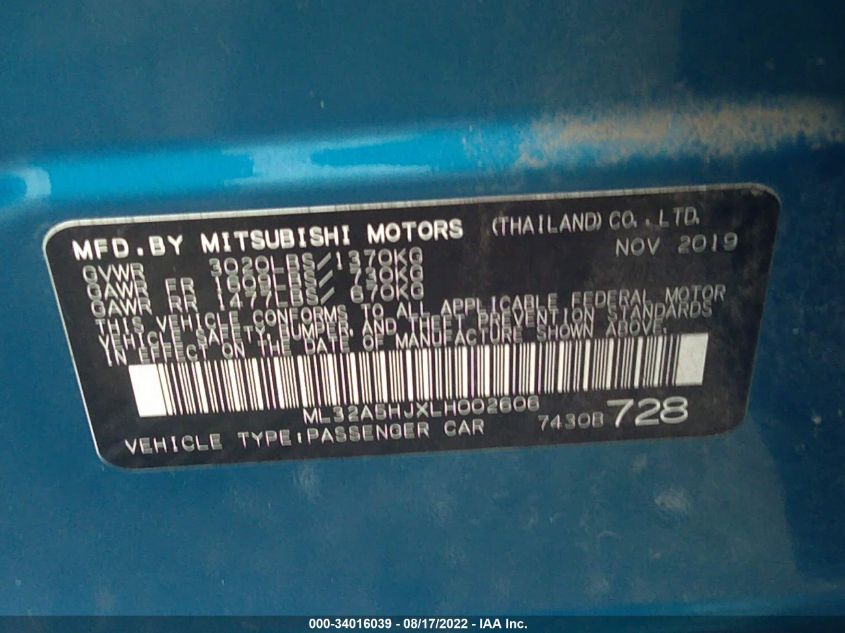 MFD. BY MITSUBISHI MOTORS (THAILAND) CO., LTD.
NOV 2019
GVWR 3020LBS/1370KG
GAWR FR 1609LBS/ 730KG
GAWR RR 1477LBS/ 670KG
THIS VEHICLE CONFORMS TO ALL APPLICABLE FEDERAL MOTOR
VEHICLE SAFETY, BUMPER, AND THEFT PREVENTION STANDARDS
IN EFFECT ON THE DATE OF MANUFACTURE SHOWN ABOVE.
ML32A5HJXLH002606
VEHICLE TYPE:PASSENGER CAR 7430B 728
000-34016039 - 08/17/2022 - IAA Inc.